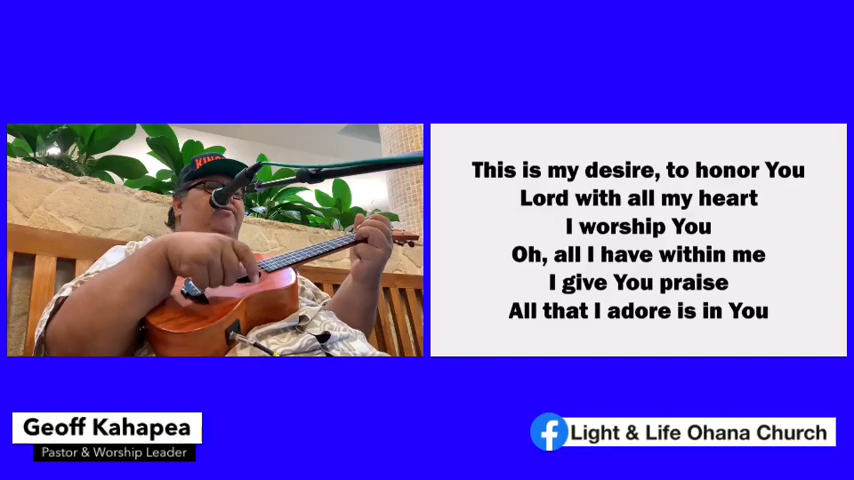 KING
This is my desire, to honor You
Lord with all my heart
I worship You
Oh, all I have within me
I give You praise
All that I adore is in You
Geoff Kahapea
Pastor & Worship Leader
Light & Life Ohana Church